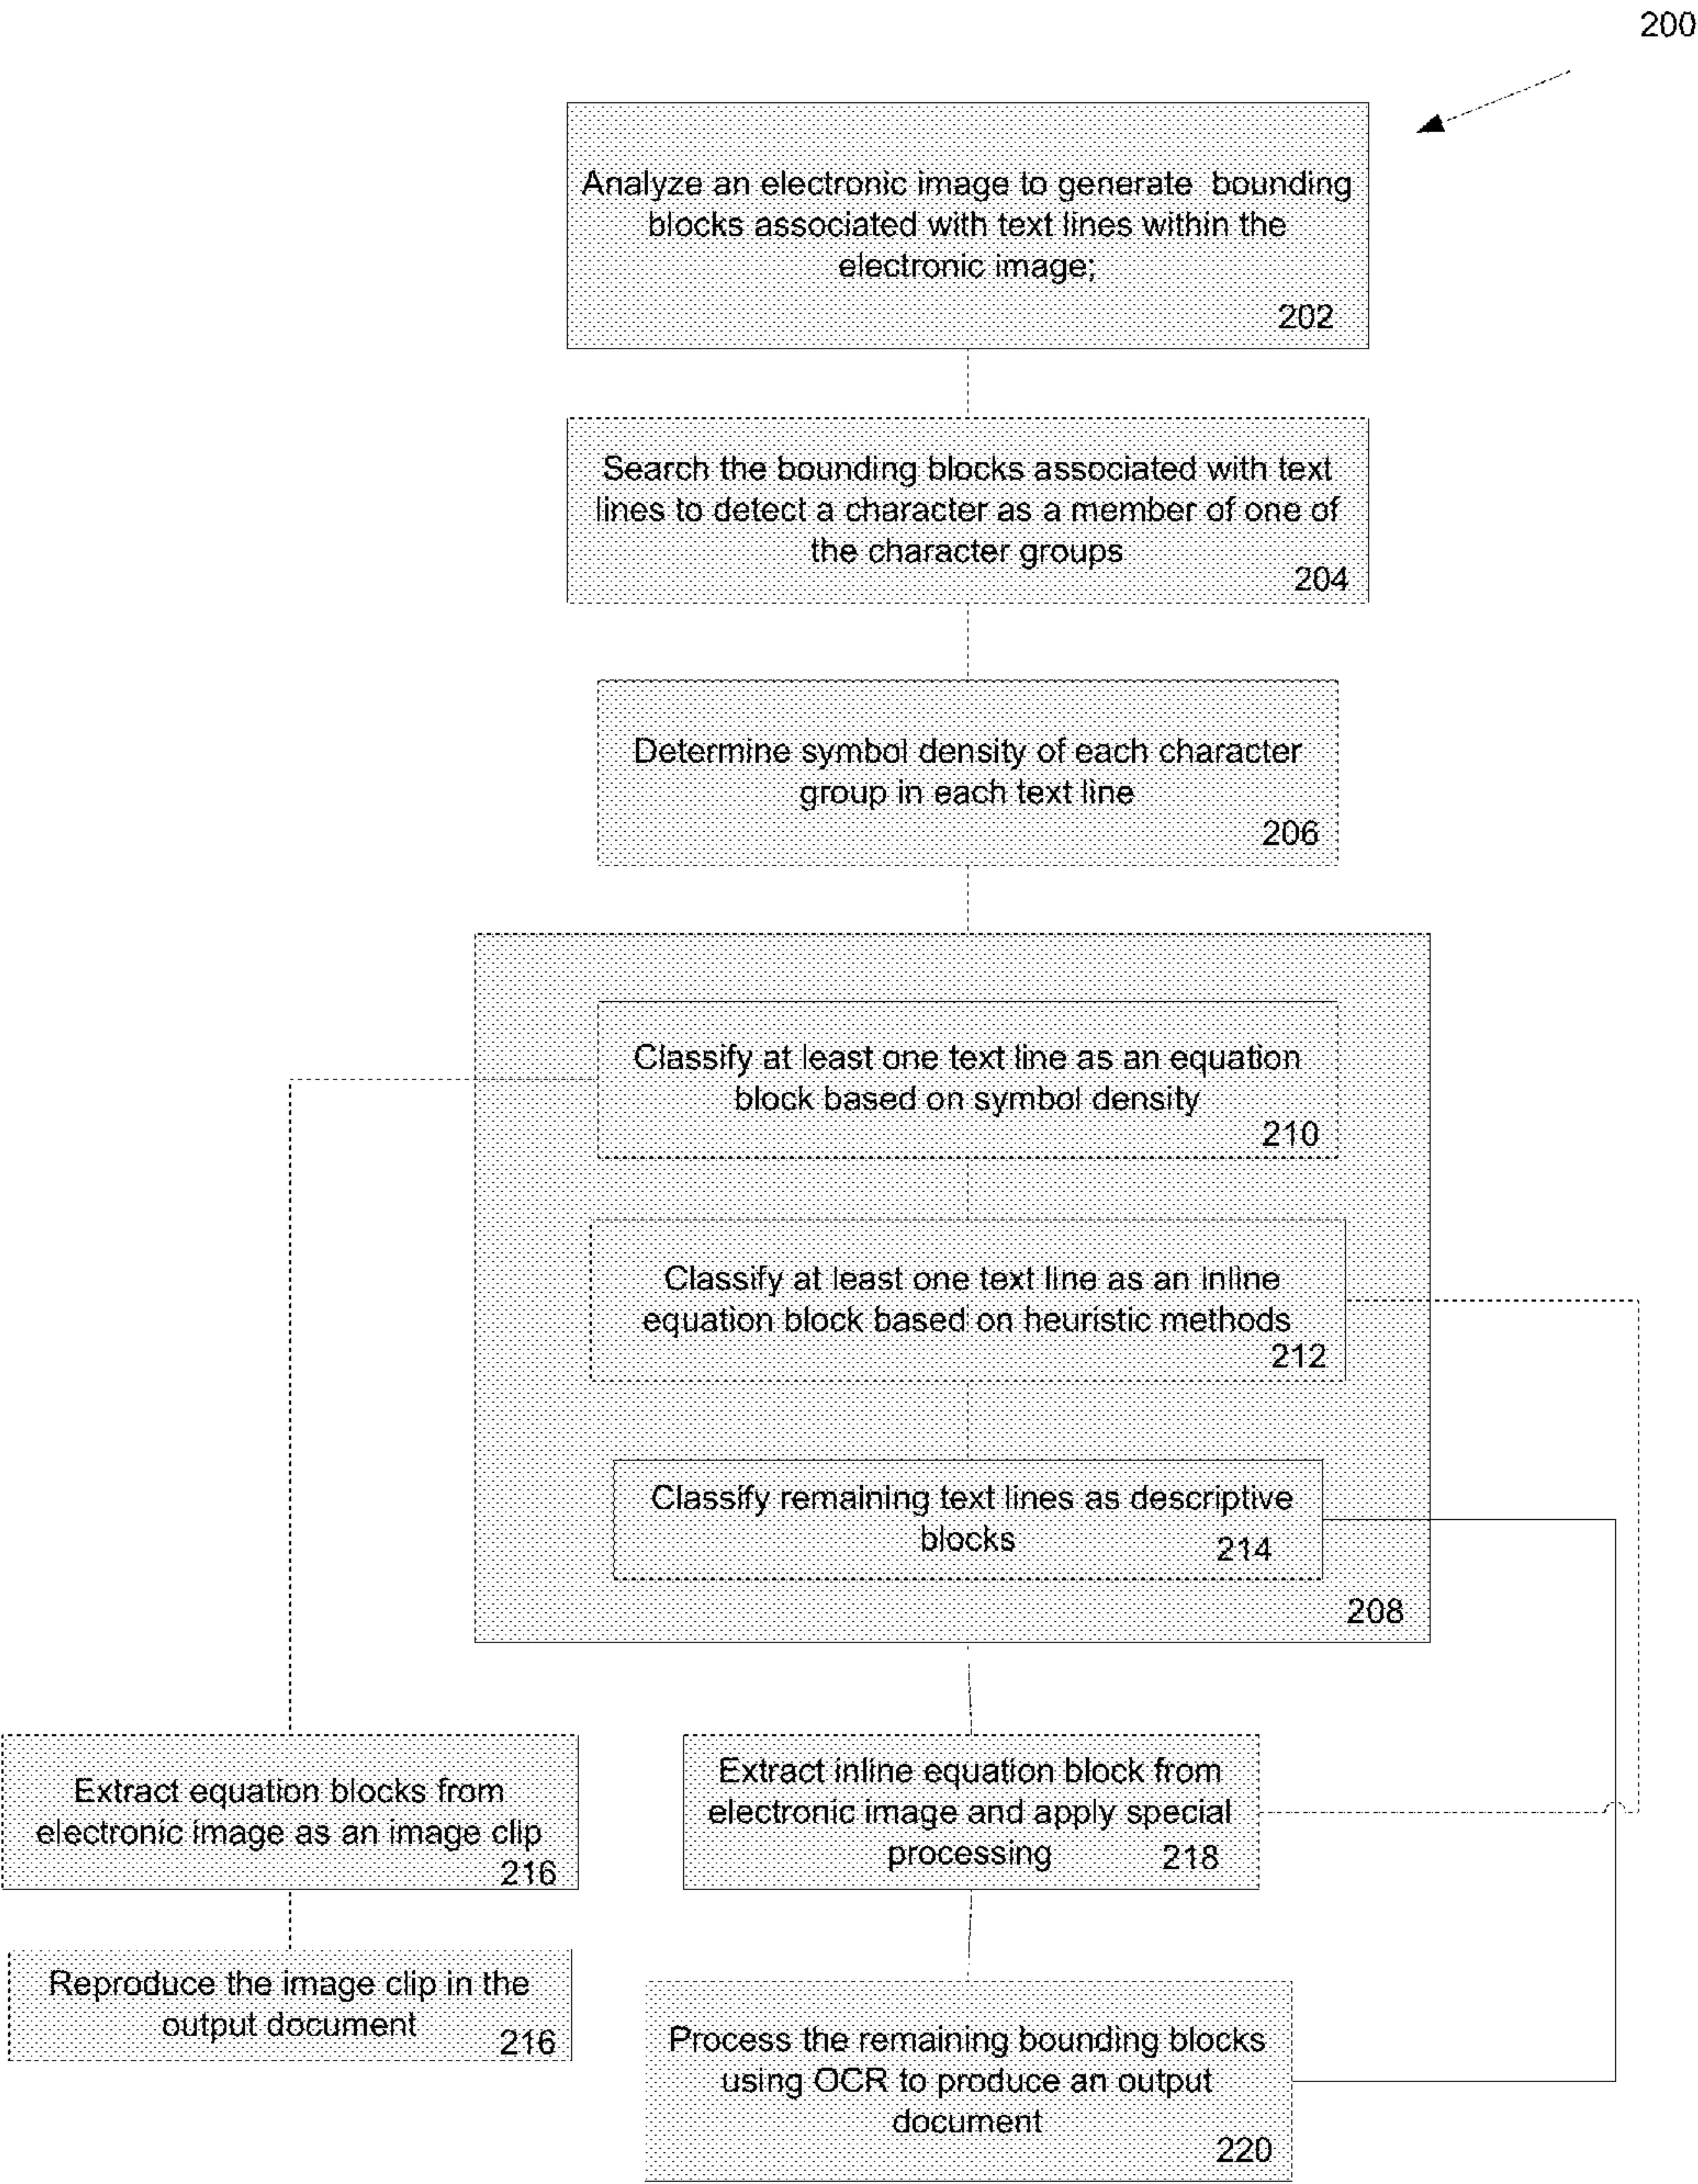 200
Analyze an electronic image to generate bounding
blocks associated with text lines within the
electronic image;
202
Search the bounding blocks associated with text
lines to detect a character as a member of one of
the character groups
204
Determine symbol density of each character
group in each text line
206
Classify at least one text line as an equation
block based on symbol density
210
Classify at least one text line as an inline
equation block based on heuristic methods
212
Classify remaining text lines as descriptive
blocks
214
208
Extract equation blocks from
electronic image as an image clip
216
Extract inline equation block from
electronic image and apply special
processing
218
Reproduce the image clip in the
output document
216
Process the remaining bounding blocks
using OCR to produce an output
document
220